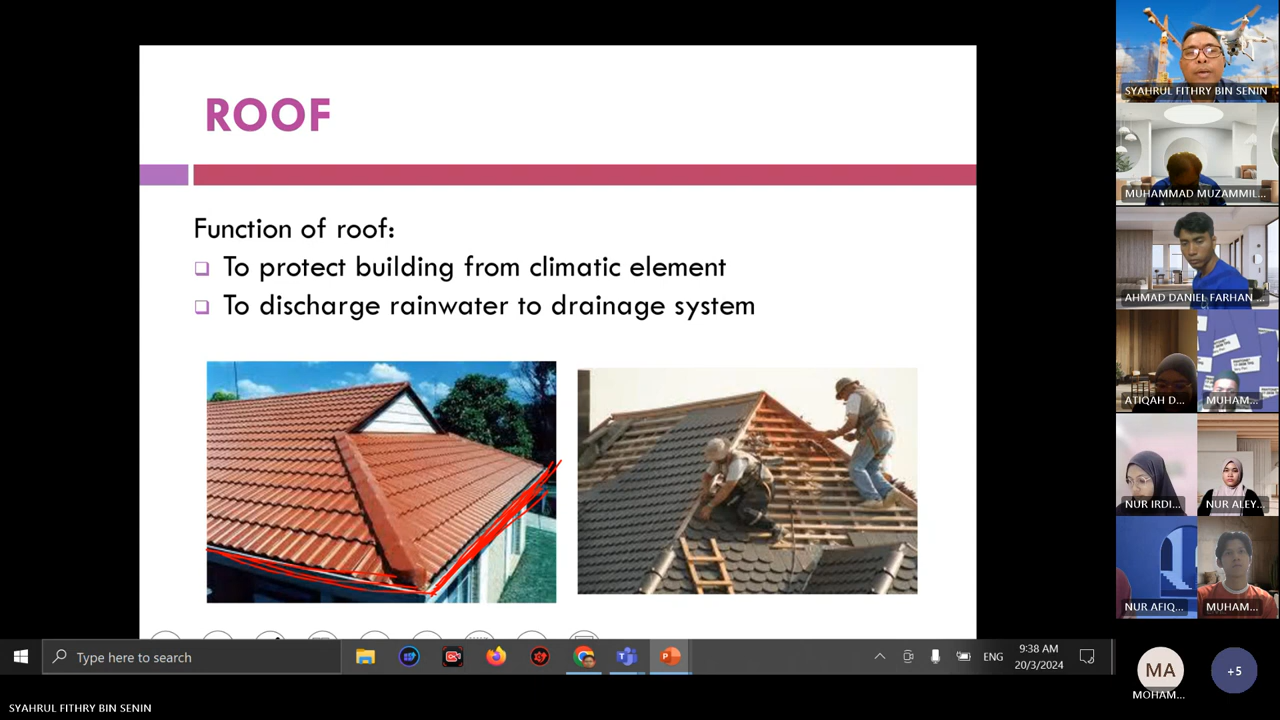 ROOF
Function of roof:
To protect building from climatic element
To discharge rainwater to drainage system
SYAHRUL FITHRY BIN SENIN
MUHAMMAD MUZAMMIL...
AHMAD DANIEL FARHAN ...
ATIQAH D...
MUHAM...
NUR IRDI...
NUR ALEY...
NUR AFIQ...
MUHAM...
MA
MOHAM...
+5
Type here to search
ENG
9:38 AM
20/3/2024
SYAHRUL FITHRY BIN SENIN